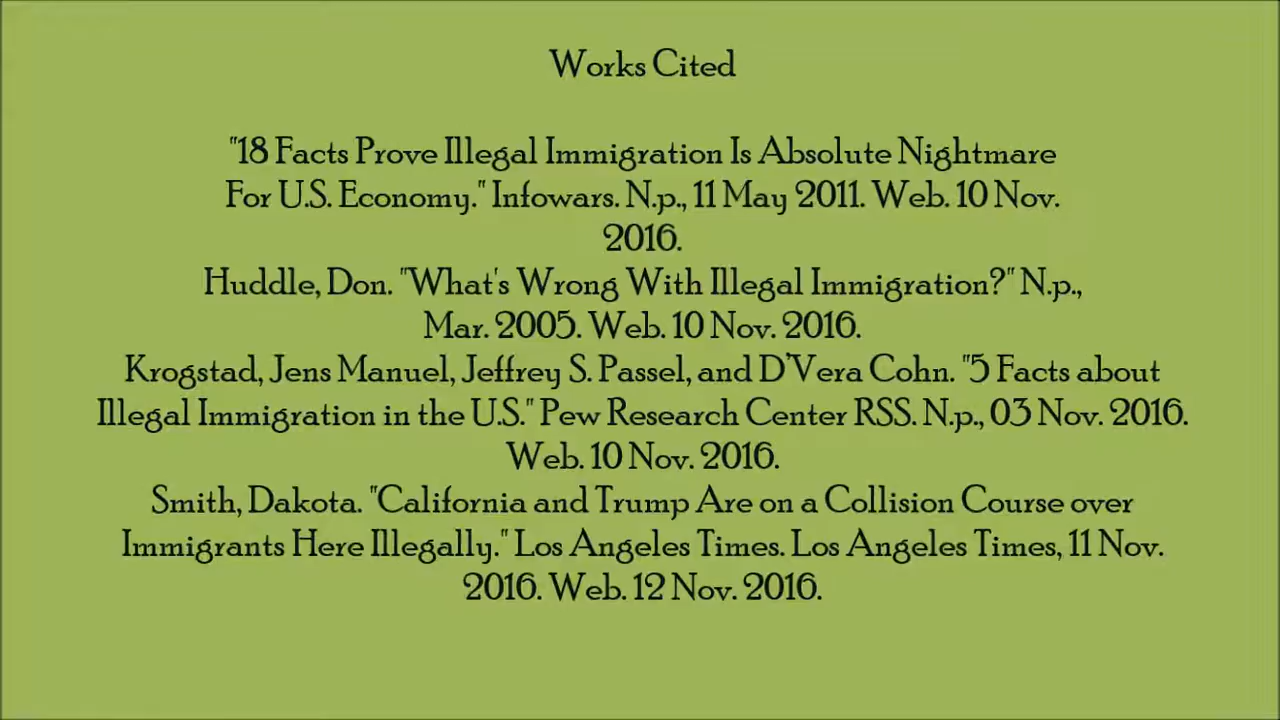 Works Cited
"18 Facts Prove Illegal Immigration Is Absolute Nightmare
For U.S. Economy." Infowars. N.p., 11 May 2011. Web. 10 Nov.
2016.
Huddle, Don. "What's Wrong With Illegal Immigration?" N.p.,
Mar. 2005. Web. 10 Nov. 2016.
Krogstad, Jens Manuel, Jeffrey S. Passel, and D'Vera Cohn. "5 Facts about
Illegal Immigration in the U.S." Pew Research Center RSS. N.p., 03 Nov. 2016.
Web. 10 Nov. 2016.
Smith, Dakota. "California and Trump Are on a Collision Course over
Immigrants Here Illegally." Los Angeles Times. Los Angeles Times, 11 Nov.
2016. Web. 12 Nov. 2016.